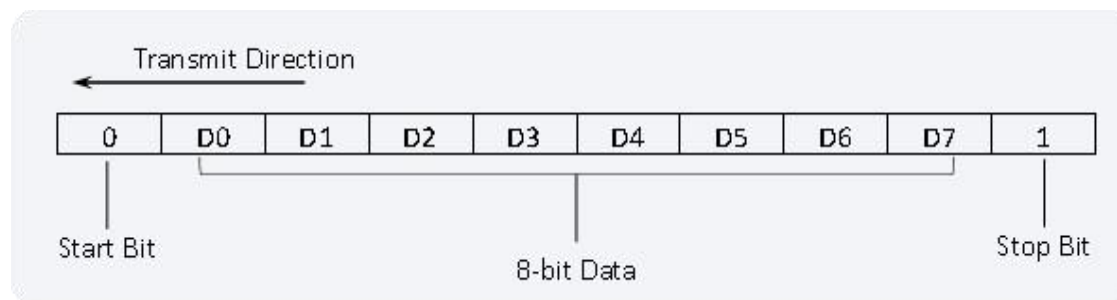 Transmit Direction
0 D0 D1 D2 D3 D4 D5 D6 D7 1
Start Bit
8-bit Data
Stop Bit